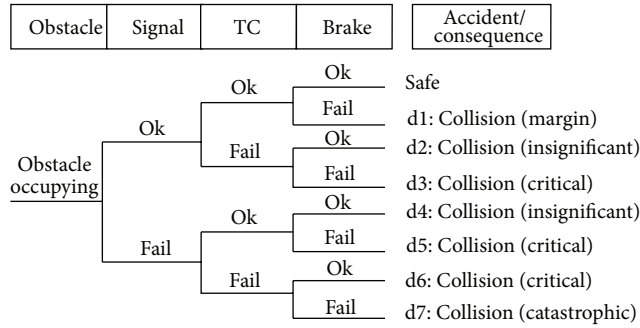 Obstacle Signal TC Brake Accident/
consequence
Ok
Safe
Ok
Fail
d1: Collision (margin)
Ok
Ok
d2: Collision (insignificant)
Fail
Fail
d3: Collision (critical)
Obstacle
occupying
Ok
d4: Collision (insignificant)
Ok
Fail
d5: Collision (critical)
Fail
Ok
d6: Collision (critical)
Fail
Fail
d7: Collision (catastrophic)